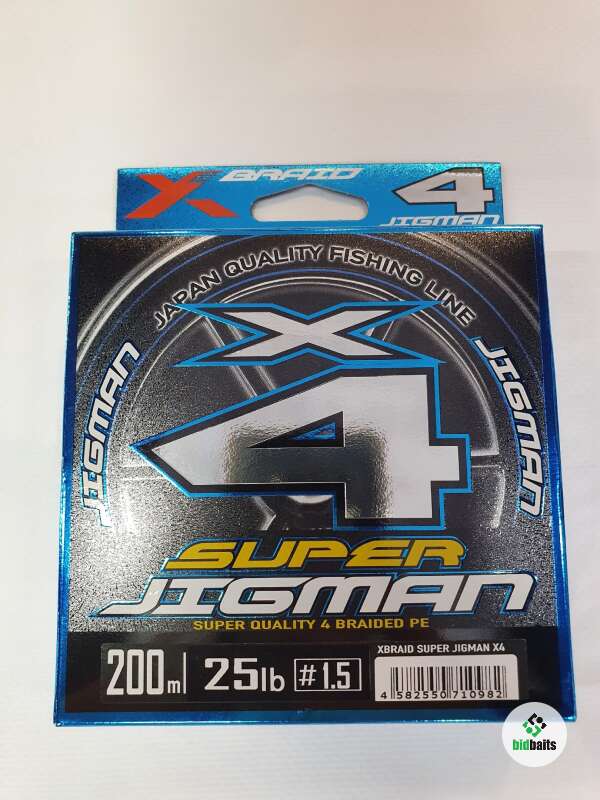 X BRAID 4
JIGMAN
JAPAN QUALITY FISHING LINE
JIGMAN
X
4
JIGMAN
SUPER
JIGMAN
SUPER QUALITY 4 BRAIDED PE
200m 25lb #1.5
XBRAID SUPER JIGMAN X4
4 582550 710982
bidbaits